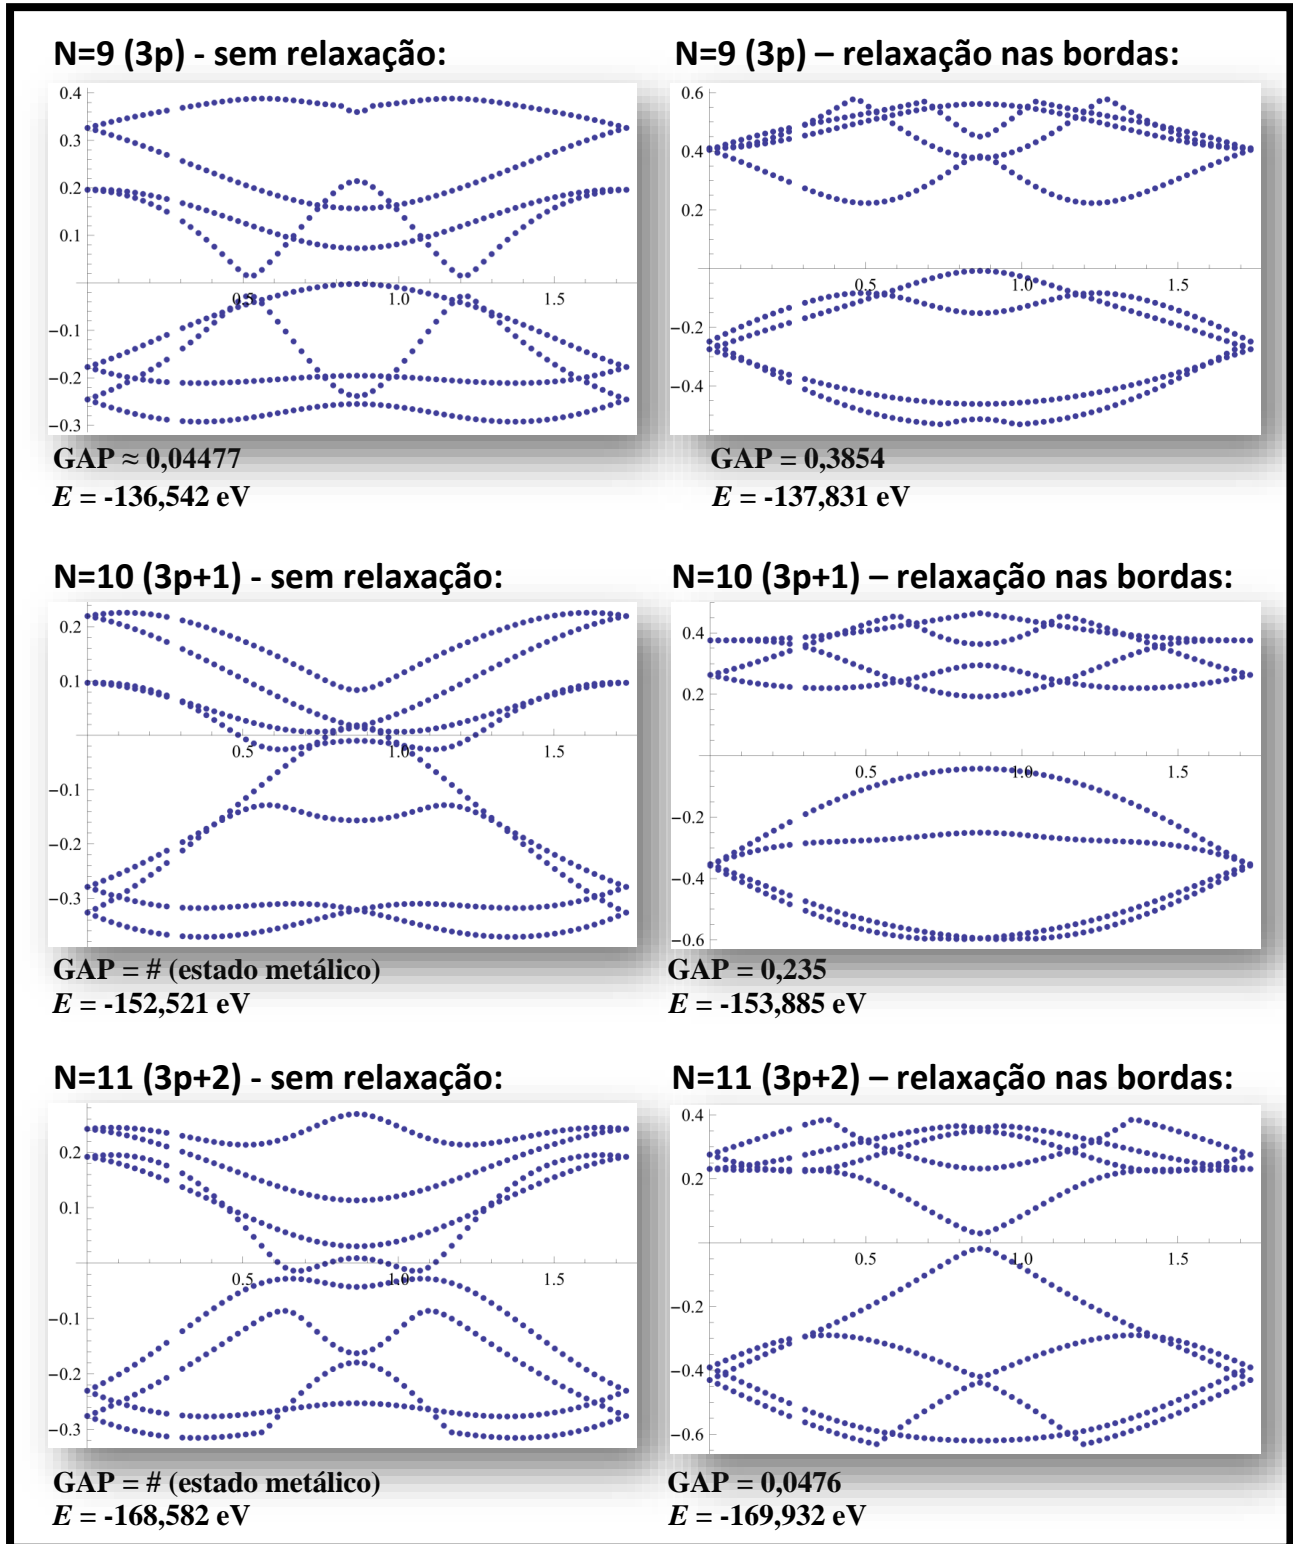 N=9 (3p) - sem relaxação:
0.4
0.3
0.2
0.1
0.5
1.0
1.5
−0.1
−0.2
−0.3
GAP ≈ 0,04477
E = -136,542 eV
N=9 (3p) – relaxação nas bordas:
0.6
0.4
0.2
0.5
1.0
1.5
−0.2
−0.4
GAP = 0,3854
E = -137,831 eV
N=10 (3p+1) - sem relaxação:
0.2
0.1
0.5
1.0
1.5
−0.1
−0.2
−0.3
GAP = # (estado metálico)
E = -152,521 eV
N=10 (3p+1) – relaxação nas bordas:
0.4
0.2
0.5
1.0
1.5
−0.2
−0.4
−0.6
GAP = 0,235
E = -153,885 eV
N=11 (3p+2) - sem relaxação:
0.2
0.1
0.5
1.0
1.5
−0.1
−0.2
−0.3
GAP = # (estado metálico)
E = -168,582 eV
N=11 (3p+2) – relaxação nas bordas:
0.4
0.2
0.5
1.0
1.5
−0.2
−0.4
−0.6
GAP = 0,0476
E = -169,932 eV